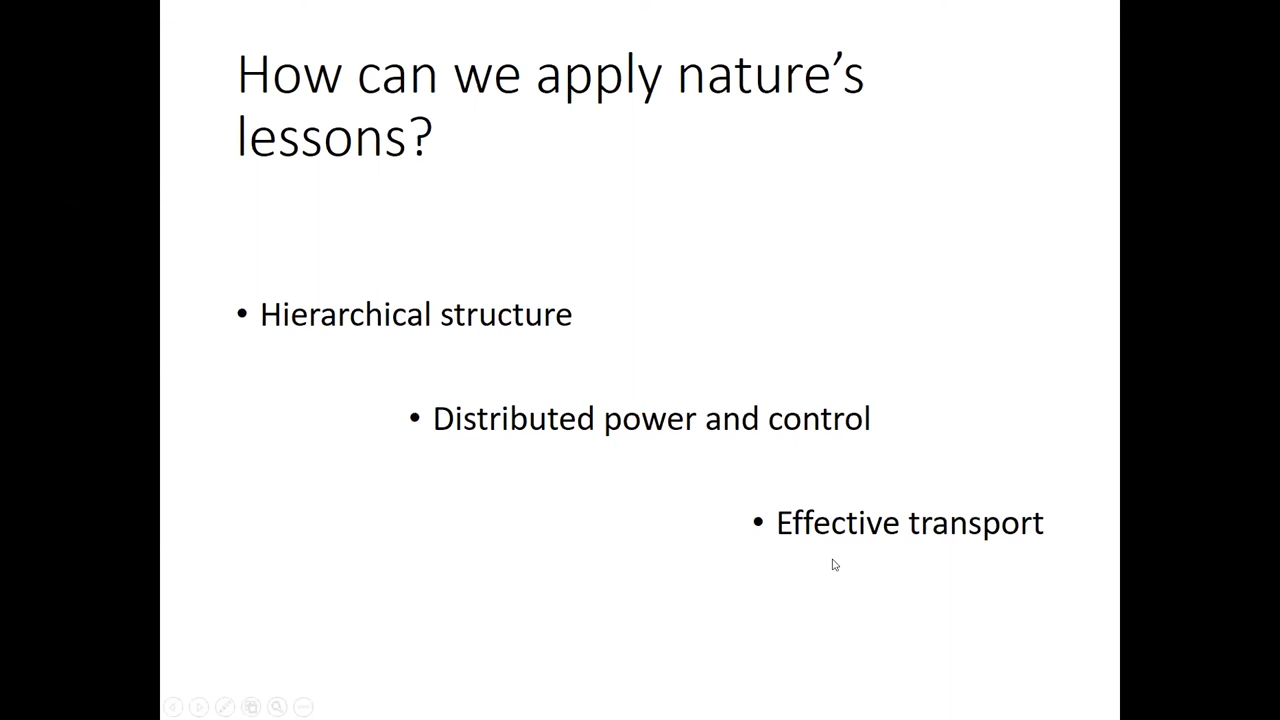 How can we apply nature’s
lessons?
• Hierarchical structure
• Distributed power and control
• Effective transport